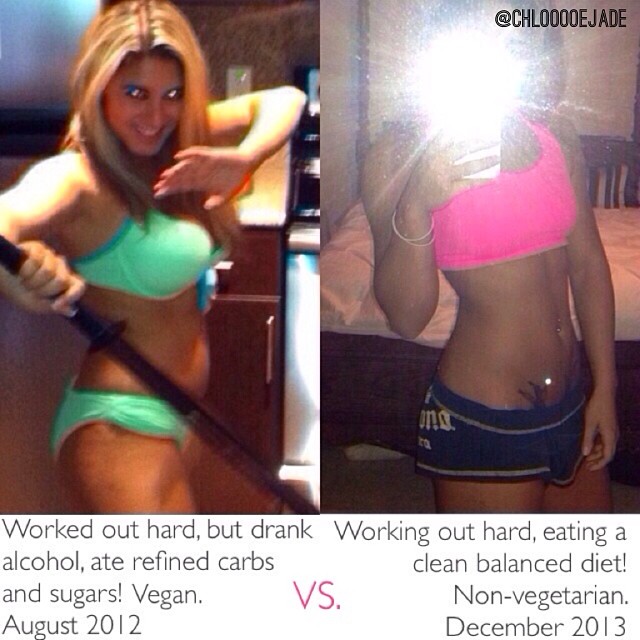 @CHLOOOOEJADE
ona.
Worked out hard, but drank
alcohol, ate refined carbs
and sugars! Vegan.
August 2012
VS.
Working out hard, eating a
clean balanced diet!
Non-vegetarian.
December 2013